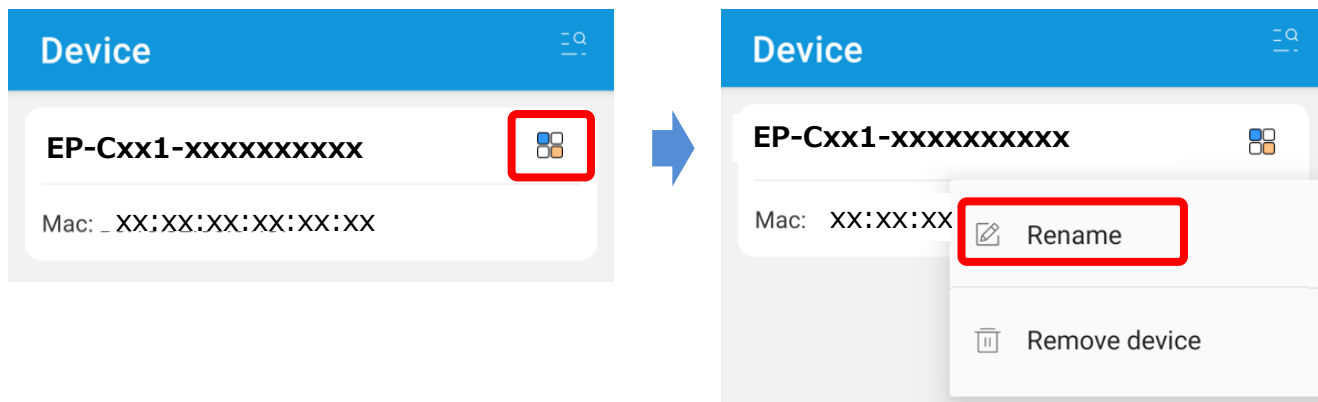 Device
EP-Cxx1-xxxxxxxxxx
Mac: XX:XX:XX:XX:XX:XX
Device
EP-Cxx1-xxxxxxxxxx
Mac: XX:XX:XX
Rename
Remove device